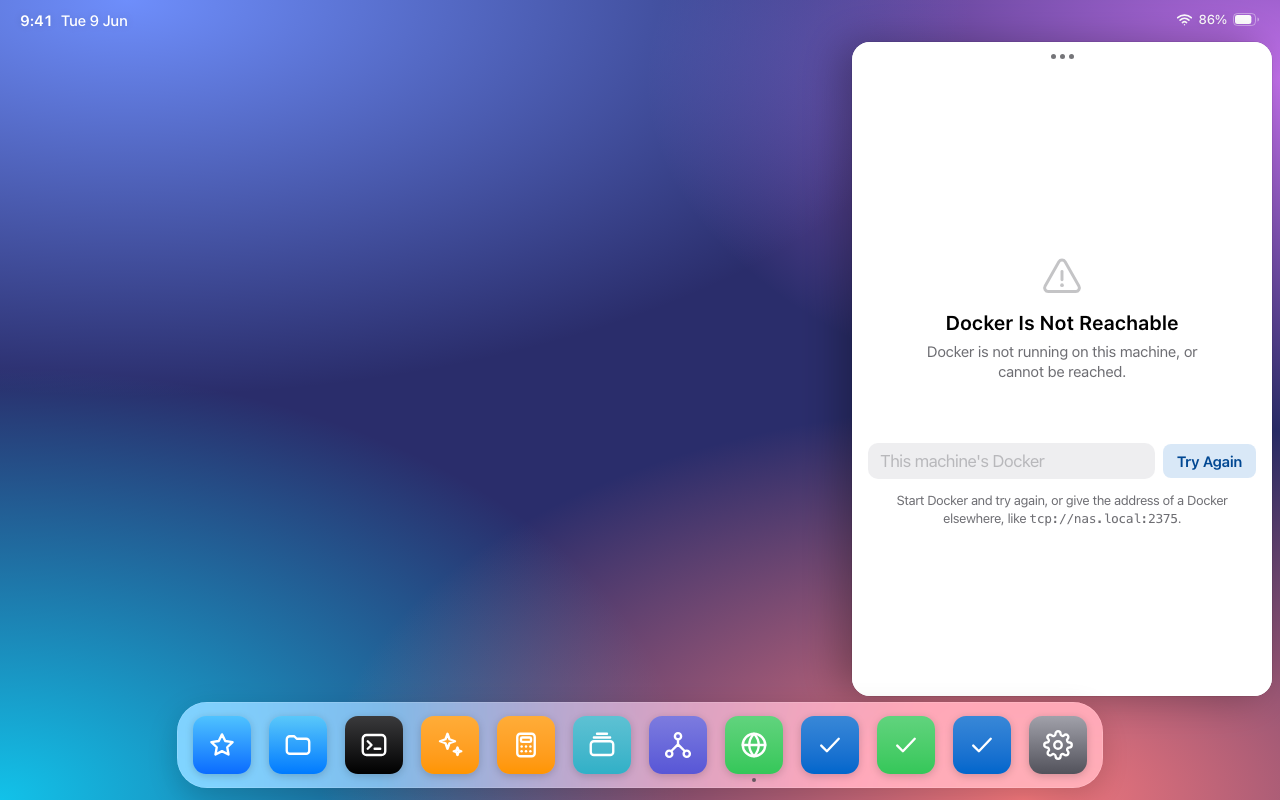 9:41 Tue 9 Jun
86%
Docker Is Not Reachable
Docker is not running on this machine, or
cannot be reached.
This machine's Docker
Try Again
Start Docker and try again, or give the address of a Docker
elsewhere, like tcp://nas.local:2375.